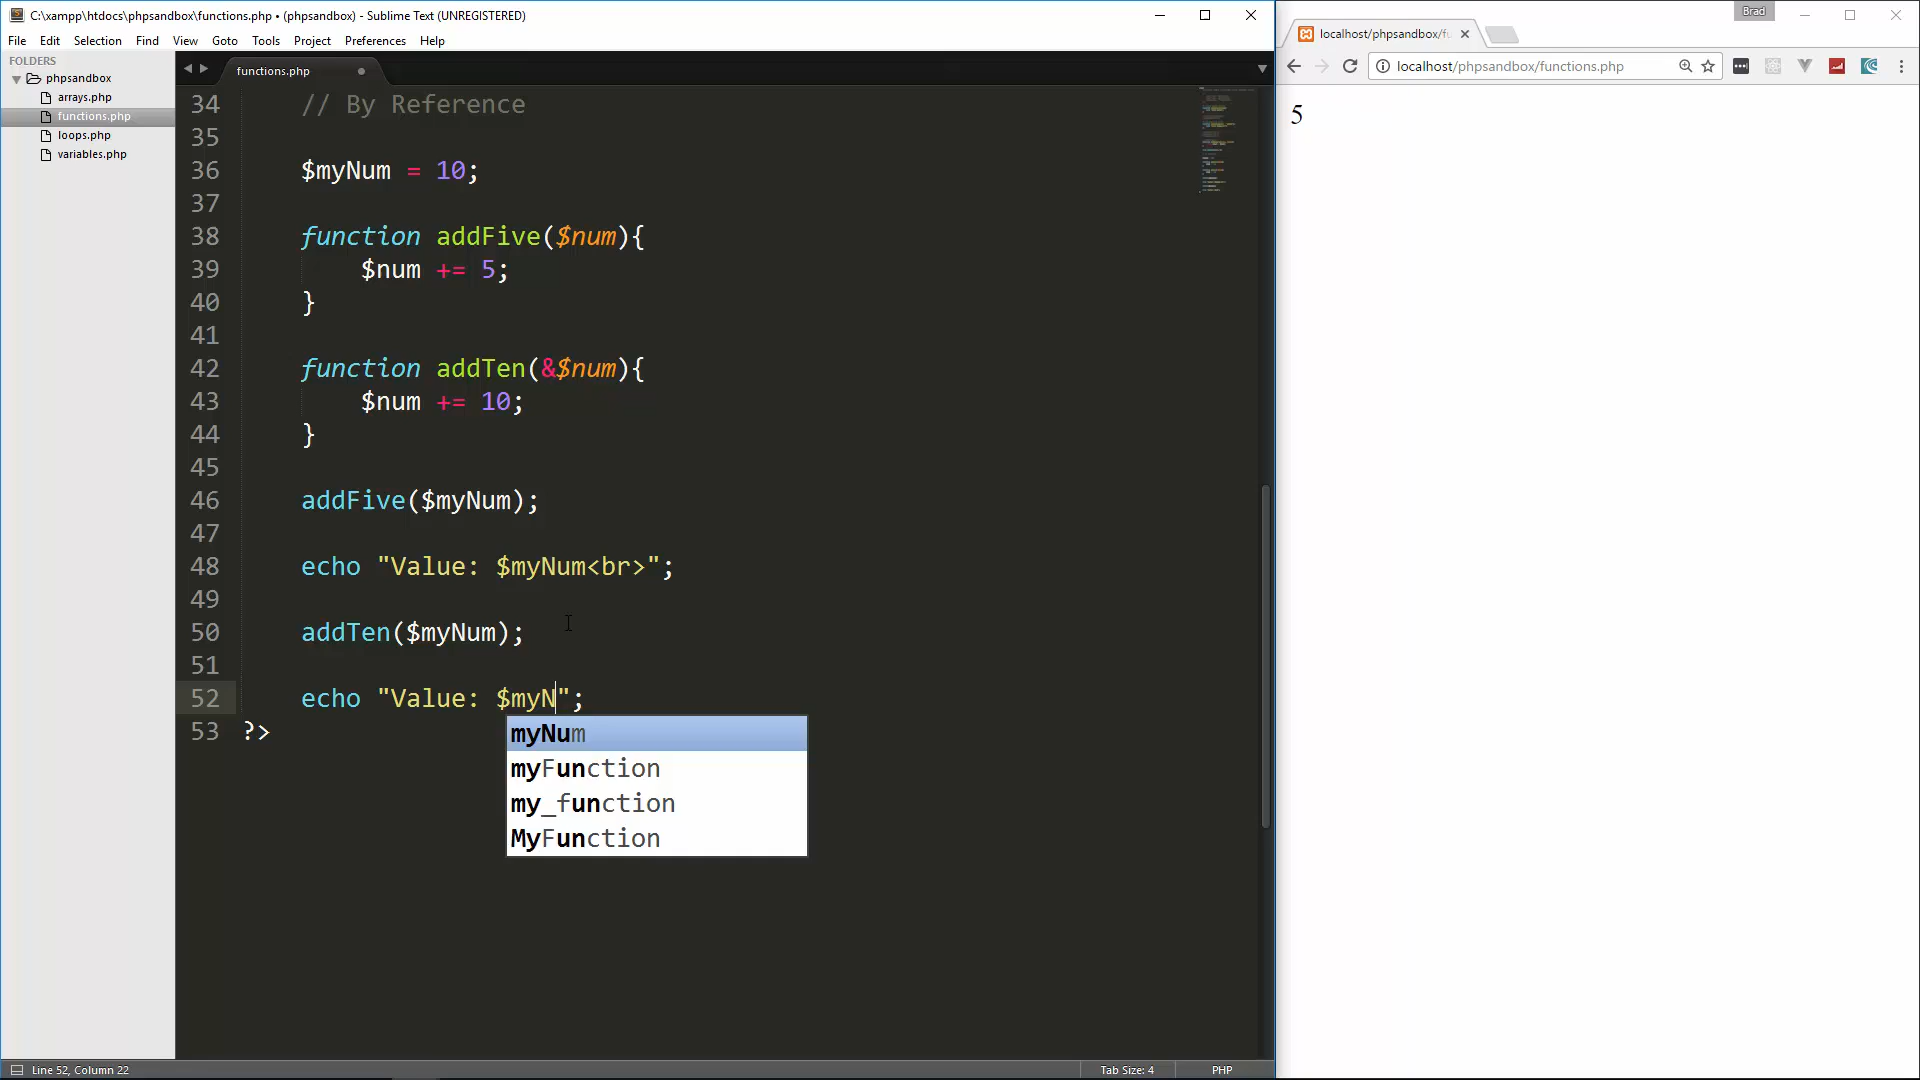 C:\xampp\htdocs\phpsandbox\functions.php • (phpsandbox) - Sublime Text (UNREGISTERED)
File Edit Selection Find View Goto Tools Project Preferences Help
FOLDERS
phpsandbox
arrays.php
functions.php
loops.php
variables.php
functions.php
34 // By Reference
35
36 $myNum = 10;
37
38 function addFive($num){
39 $num += 5;
40 }
41
42 function addTen(&$num){
43 $num += 10;
44 }
45
46 addFive($myNum);
47
48 echo "Value: $myNum<br>";
49
50 addTen($myNum);
51
52 echo "Value: $myN";
53 ?>
myNum
myFunction
my_function
MyFunction
Line 52, Column 22
Tab Size: 4
PHP
Brad
localhost/phpsandbox/fu
localhost/phpsandbox/functions.php
5